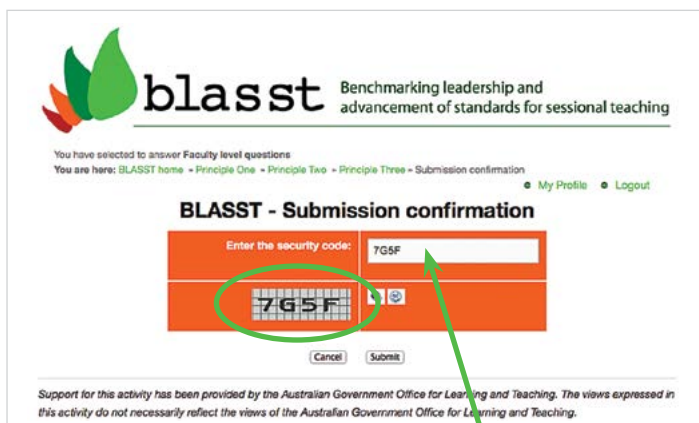 blasst
Benchmarking leadership and
advancement of standards for sessional teaching
You have selected to answer Faculty level questions
You are here: BLASST home » Principle One » Principle Two » Principle Three » Submission confirmation
My Profile Logout
BLASST - Submission confirmation
Enter the security code: 7G5F
7G5F
Cancel Submit
Support for this activity has been provided by the Australian Government Office for Learning and Teaching. The views expressed in
this activity do not necessarily reflect the views of the Australian Government Office for Learning and Teaching.